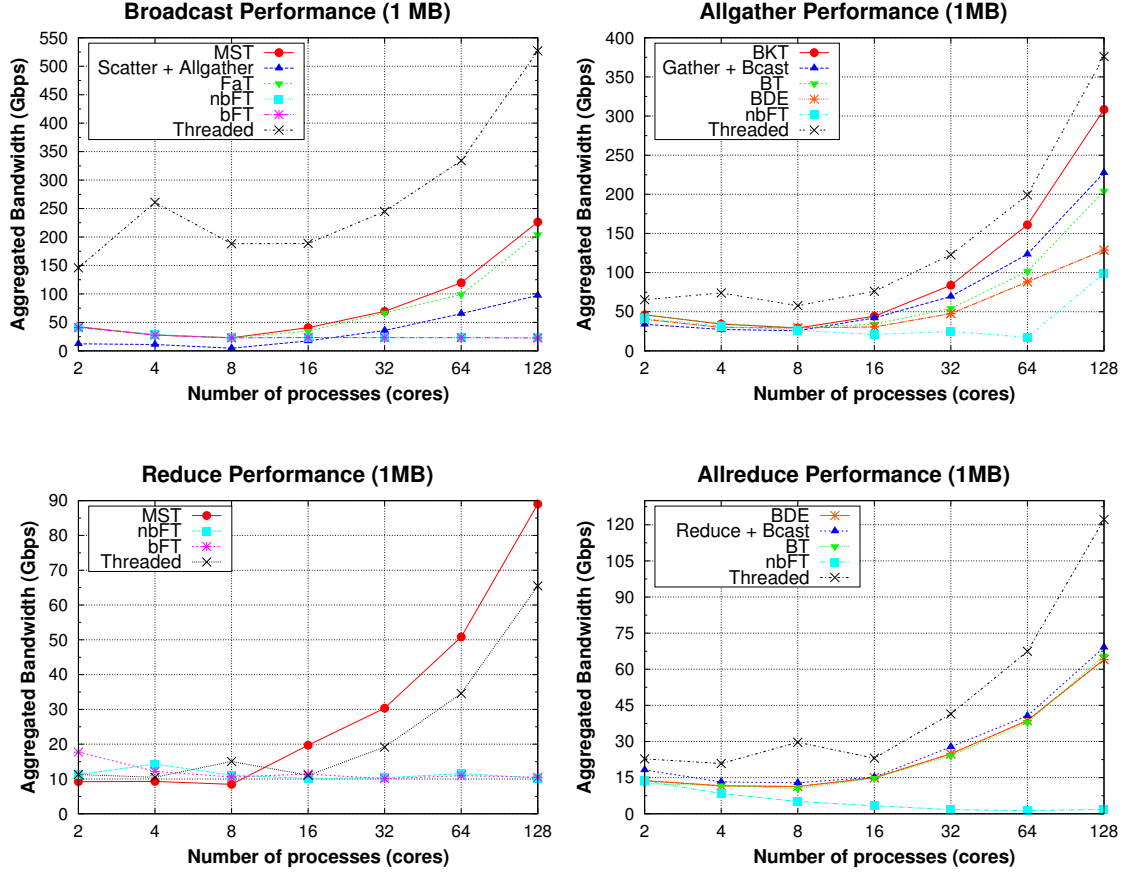 Broadcast Performance (1 MB)
Aggregated Bandwidth (Gbps)
550
500
450
400
350
300
250
200
150
100
50
0
MST
Scatter + Allgather
FaT
nbFT
bFT
Threaded
2 4 8 16 32 64 128
Number of processes (cores)
Allgather Performance (1MB)
Aggregated Bandwidth (Gbps)
400
350
300
250
200
150
100
50
0
BKT
Gather + Bcast
BT
BDE
nbFT
Threaded
2 4 8 16 32 64 128
Number of processes (cores)
Reduce Performance (1MB)
Aggregated Bandwidth (Gbps)
90
80
70
60
50
40
30
20
10
0
MST
nbFT
bFT
Threaded
2 4 8 16 32 64 128
Number of processes (cores)
Allreduce Performance (1MB)
Aggregated Bandwidth (Gbps)
120
105
90
75
60
45
30
15
0
BDE
Reduce + Bcast
BT
nbFT
Threaded
2 4 8 16 32 64 128
Number of processes (cores)